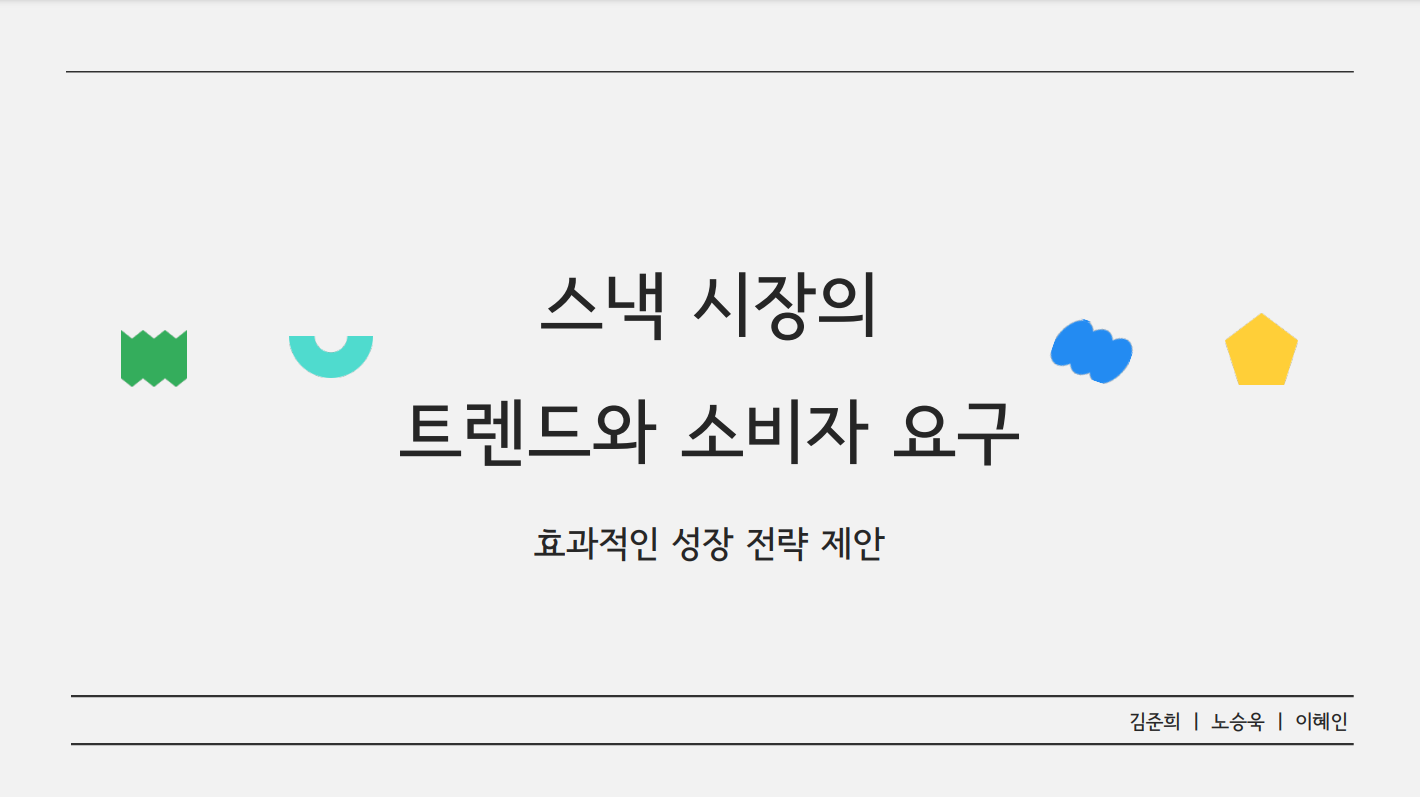 스낵 시장의
트렌드와 소비자 요구
효과적인 성장 전략 제안
김준희 | 노승욱 | 이혜인